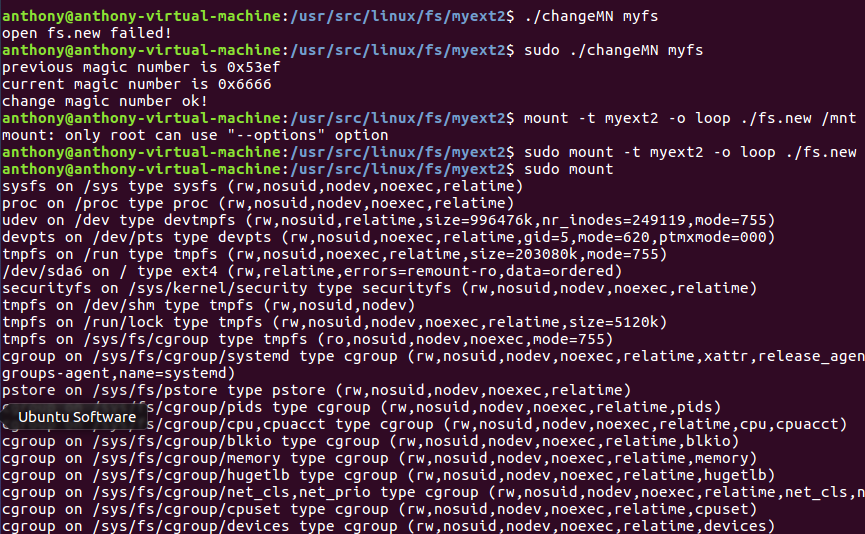 anthony@anthony-virtual-machine:/usr/src/linux/fs/myext2$ ./changeMN myfs
open fs.new failed!
anthony@anthony-virtual-machine:/usr/src/linux/fs/myext2$ sudo ./changeMN myfs
previous magic number is 0x53ef
current magic number is 0x6666
change magic number ok!
anthony@anthony-virtual-machine:/usr/src/linux/fs/myext2$ mount -t myext2 -o loop ./fs.new /mnt
mount: only root can use "--options" option
anthony@anthony-virtual-machine:/usr/src/linux/fs/myext2$ sudo mount -t myext2 -o loop ./fs.new
anthony@anthony-virtual-machine:/usr/src/linux/fs/myext2$ sudo mount
sysfs on /sys type sysfs (rw,nosuid,nodev,noexec,relatime)
proc on /proc type proc (rw,nosuid,nodev,noexec,relatime)
udev on /dev type devtmpfs (rw,nosuid,relatime,size=996476k,nr_inodes=249119,mode=755)
devpts on /dev/pts type devpts (rw,nosuid,noexec,relatime,gid=5,mode=620,ptmxmode=000)
tmpfs on /run type tmpfs (rw,nosuid,noexec,relatime,size=203080k,mode=755)
/dev/sda6 on / type ext4 (rw,relatime,errors=remount-ro,data=ordered)
securityfs on /sys/kernel/security type securityfs (rw,nosuid,nodev,noexec,relatime)
tmpfs on /dev/shm type tmpfs (rw,nosuid,nodev)
tmpfs on /run/lock type tmpfs (rw,nosuid,nodev,noexec,relatime,size=5120k)
tmpfs on /sys/fs/cgroup type tmpfs (ro,nosuid,nodev,noexec,mode=755)
cgroup on /sys/fs/cgroup/systemd type cgroup (rw,nosuid,nodev,noexec,relatime,xattr,release_agen
groups-agent,name=systemd)
pstore on /sys/fs/pstore type pstore (rw,nosuid,nodev,noexec,relatime)
cgroup on /sys/fs/cgroup/pids type cgroup (rw,nosuid,nodev,noexec,relatime,pids)
Ubuntu Software
cgroup on /sys/fs/cgroup/cpu,cpuacct type cgroup (rw,nosuid,nodev,noexec,relatime,cpu,cpuacct)
cgroup on /sys/fs/cgroup/blkio type cgroup (rw,nosuid,nodev,noexec,relatime,blkio)
cgroup on /sys/fs/cgroup/memory type cgroup (rw,nosuid,nodev,noexec,relatime,memory)
cgroup on /sys/fs/cgroup/hugetlb type cgroup (rw,nosuid,nodev,noexec,relatime,hugetlb)
cgroup on /sys/fs/cgroup/net_cls,net_prio type cgroup (rw,nosuid,nodev,noexec,relatime,net_cls,n
cgroup on /sys/fs/cgroup/cpuset type cgroup (rw,nosuid,nodev,noexec,relatime,cpuset)
cgroup on /sys/fs/cgroup/devices type cgroup (rw,nosuid,nodev,noexec,relatime,devices)